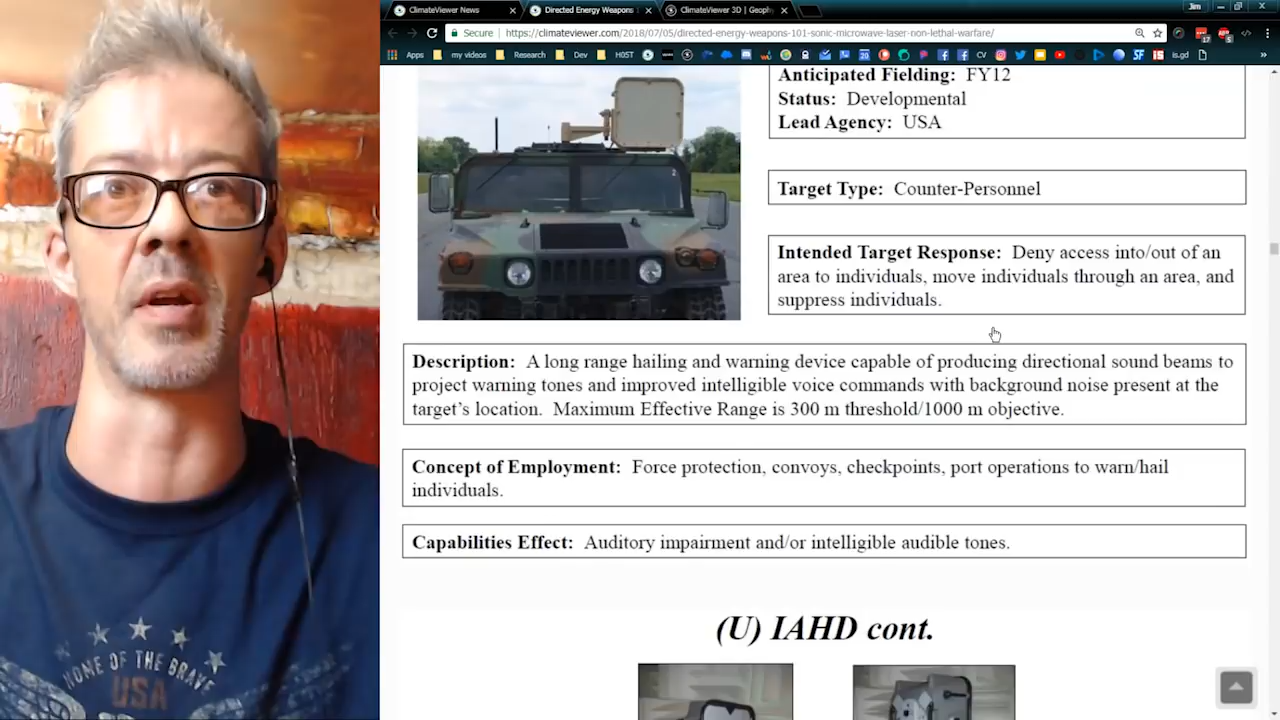 ClimateViewer News
Directed Energy Weapons
ClimateViewer 3D | Geoph
Jim
Secure
https://climateviewer.com/2018/07/05/directed-energy-weapons-101-sonic-microwave-laser-non-lethal-warfare/
Apps
my videos
Research
Dev
H0ST
CV
is.gd
Anticipated Fielding: FY12
Status: Developmental
Lead Agency: USA
Target Type: Counter-Personnel
Intended Target Response: Deny access into/out of an
area to individuals, move individuals through an area, and
suppress individuals.
Description: A long range hailing and warning device capable of producing directional sound beams to
project warning tones and improved intelligible voice commands with background noise present at the
target's location. Maximum Effective Range is 300 m threshold/1000 m objective.
Concept of Employment: Force protection, convoys, checkpoints, port operations to warn/hail
individuals.
Capabilities Effect: Auditory impairment and/or intelligible audible tones.
(U) IAHD cont.
HOME OF THE BRAVE
USA